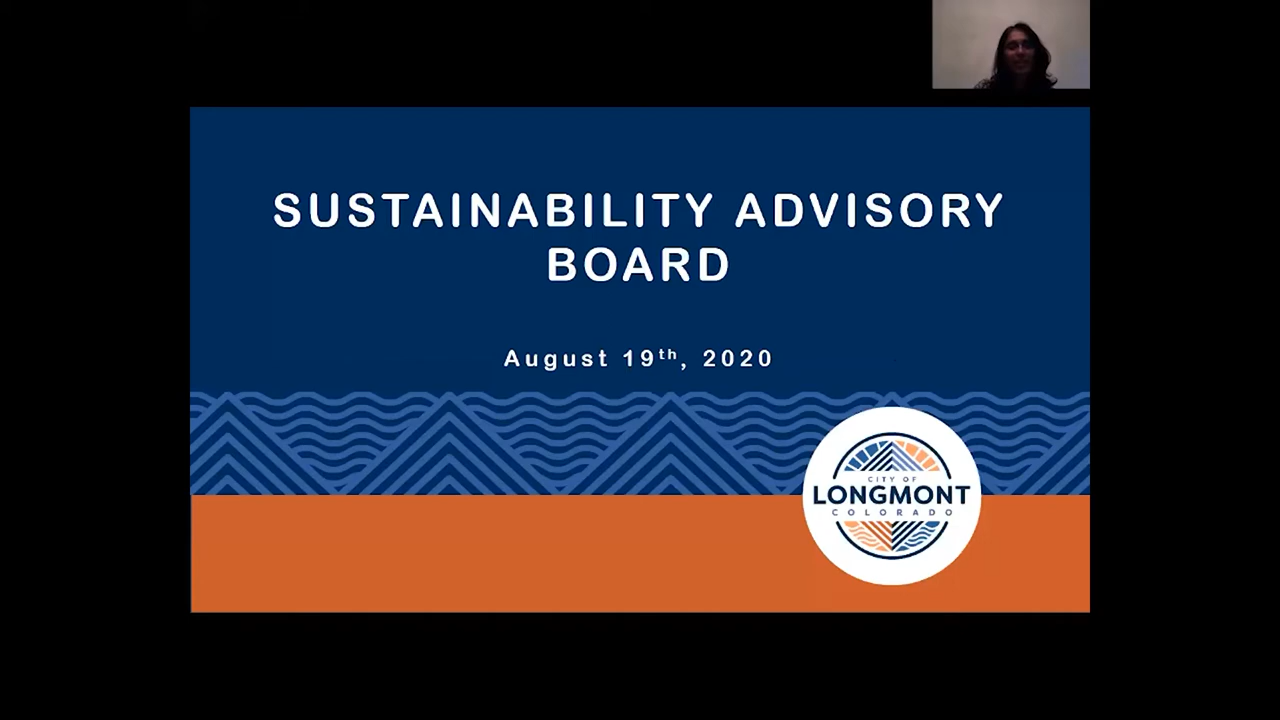 SUSTAINABILITY ADVISORY
BOARD
August 19th, 2020
CITY OF
LONGMONT
COLORADO